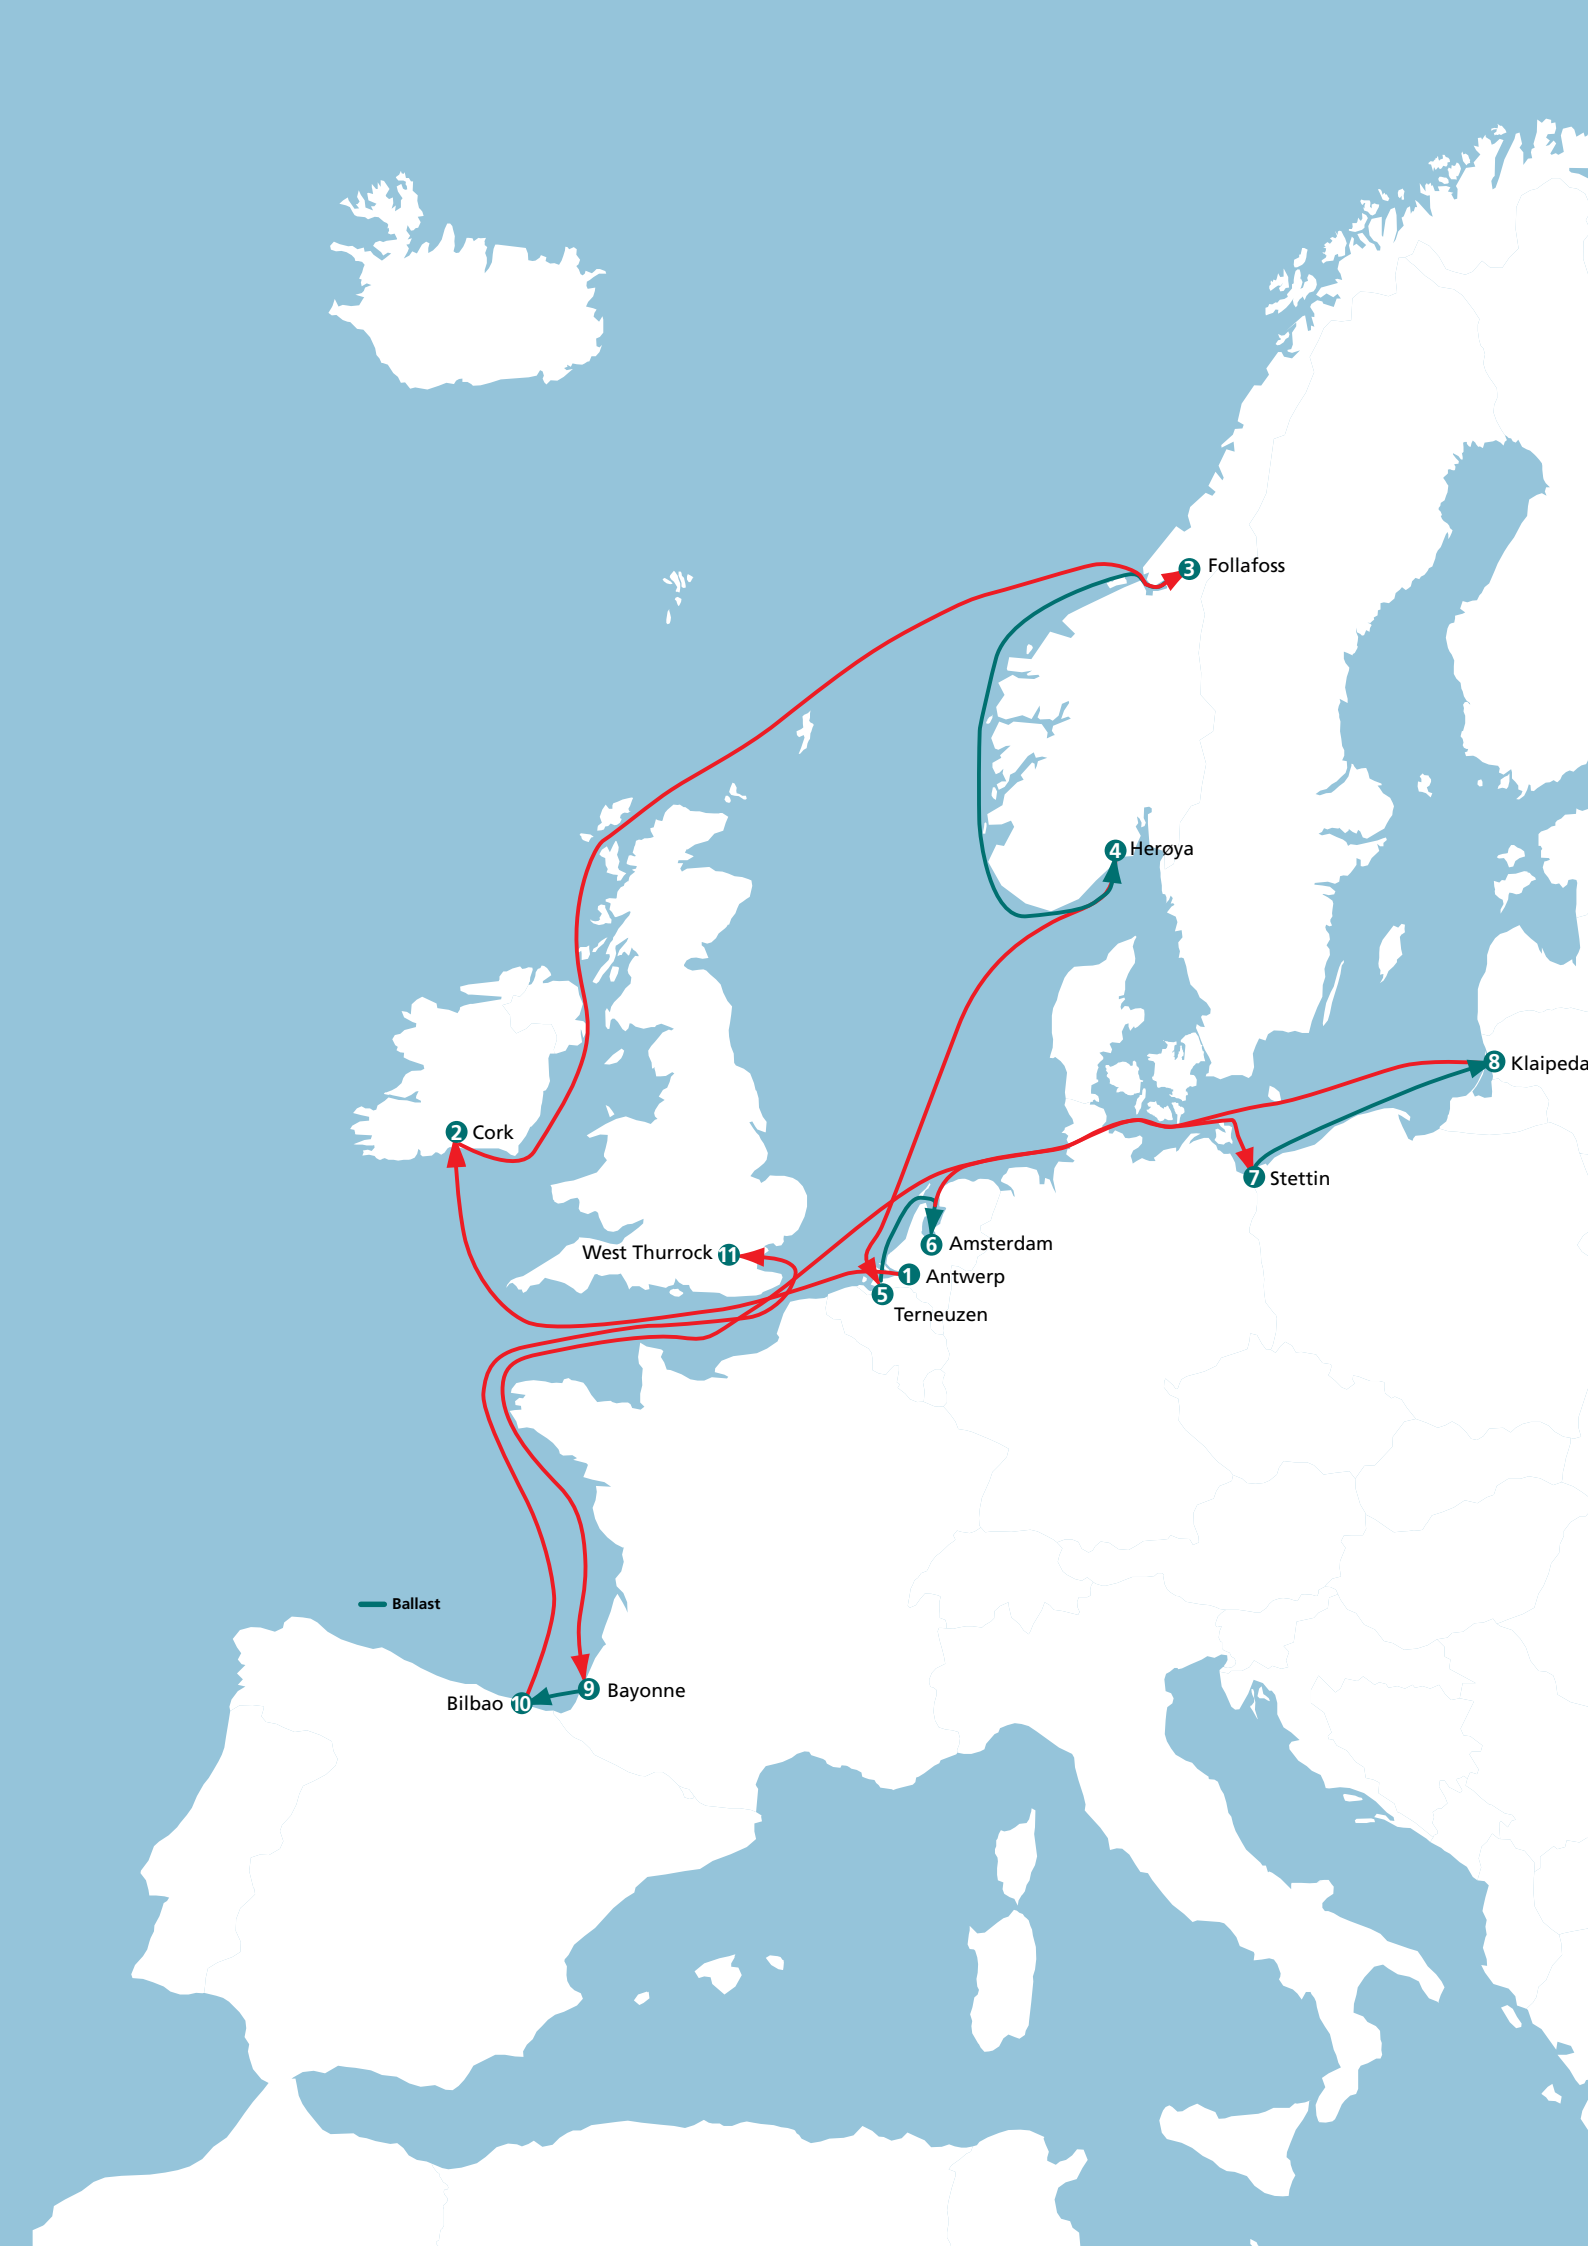 3 Follafoss
4 Herøya
8 Klaipeda
2 Cork
7 Stettin
6 Amsterdam
West Thurrock 11
1 Antwerp
5
Terneuzen
Ballast
9 Bayonne
Bilbao 10